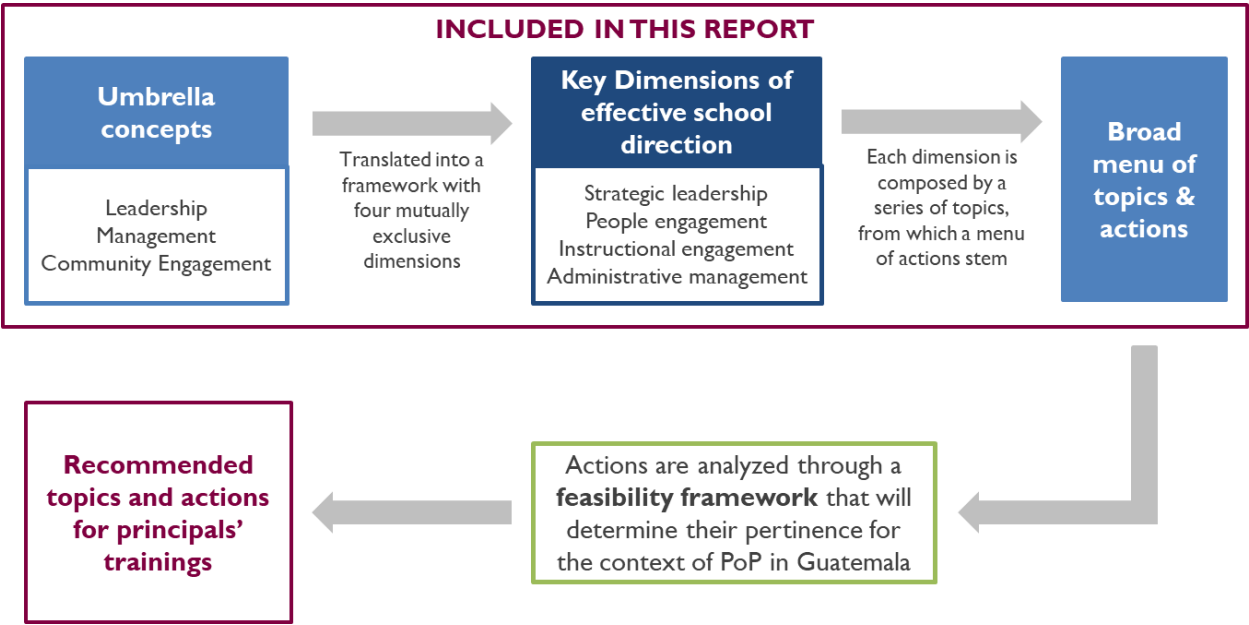 INCLUDED IN THIS REPORT
Umbrella
concepts
Leadership
Management
Community Engagement
Translated into a
framework with
four mutually
exclusive
dimensions
Key Dimensions of
effective school
direction
Strategic leadership
People engagement
Instructional engagement
Administrative management
Each dimension is
composed by a
series of topics,
from which a menu
of actions stem
Broad
menu of
topics &
actions
Actions are analyzed through a
feasibility framework that will
determine their pertinence for
the context of PoP in Guatemala
Recommended
topics and actions
for principals’
trainings